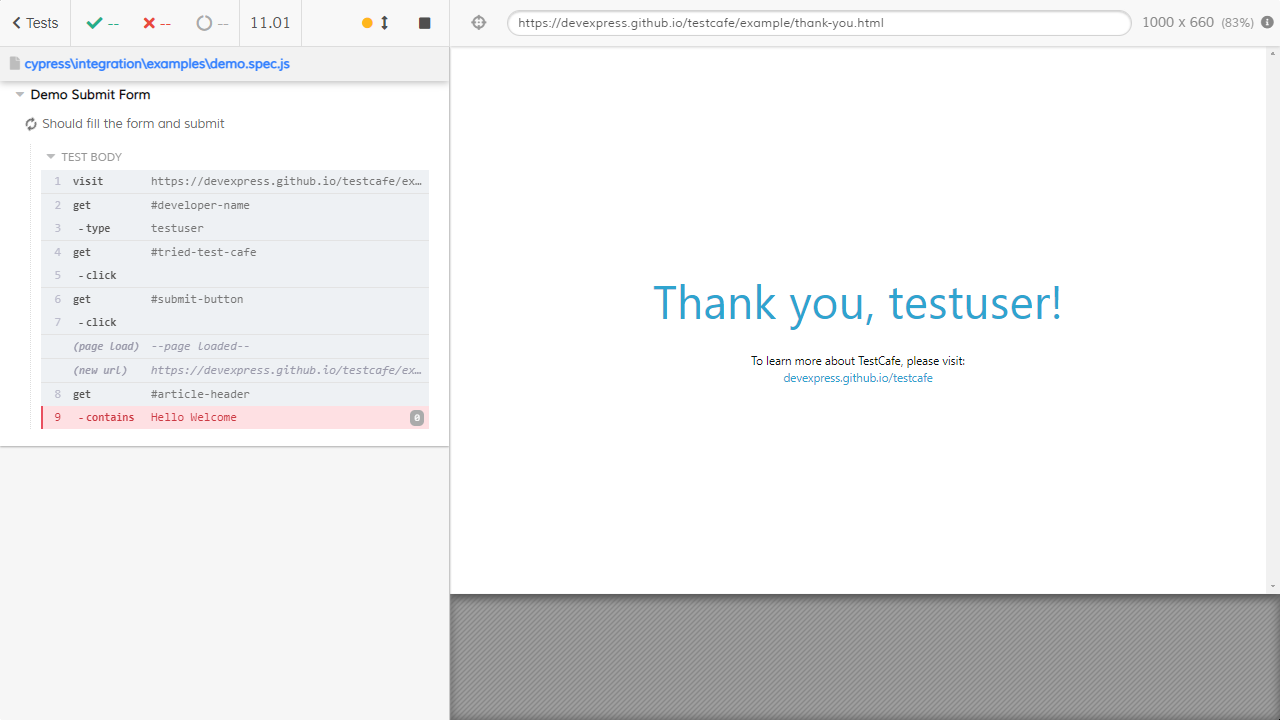 Tests
--
--
--
11.01
https://devexpress.github.io/testcafe/example/thank-you.html
1000 x 660 (83%)
cypress\integration\examples\demo.spec.js
Demo Submit Form
Should fill the form and submit
TEST BODY
1 visit https://devexpress.github.io/testcafe/ex…
2 get #developer-name
3 -type testuser
4 get #tried-test-cafe
5 -click
6 get #submit-button
7 -click
(page load) --page loaded--
(new url) https://devexpress.github.io/testcafe/ex…
8 get #article-header
9 -contains Hello Welcome 0
Thank you, testuser!
To learn more about TestCafe, please visit:
devexpress.github.io/testcafe